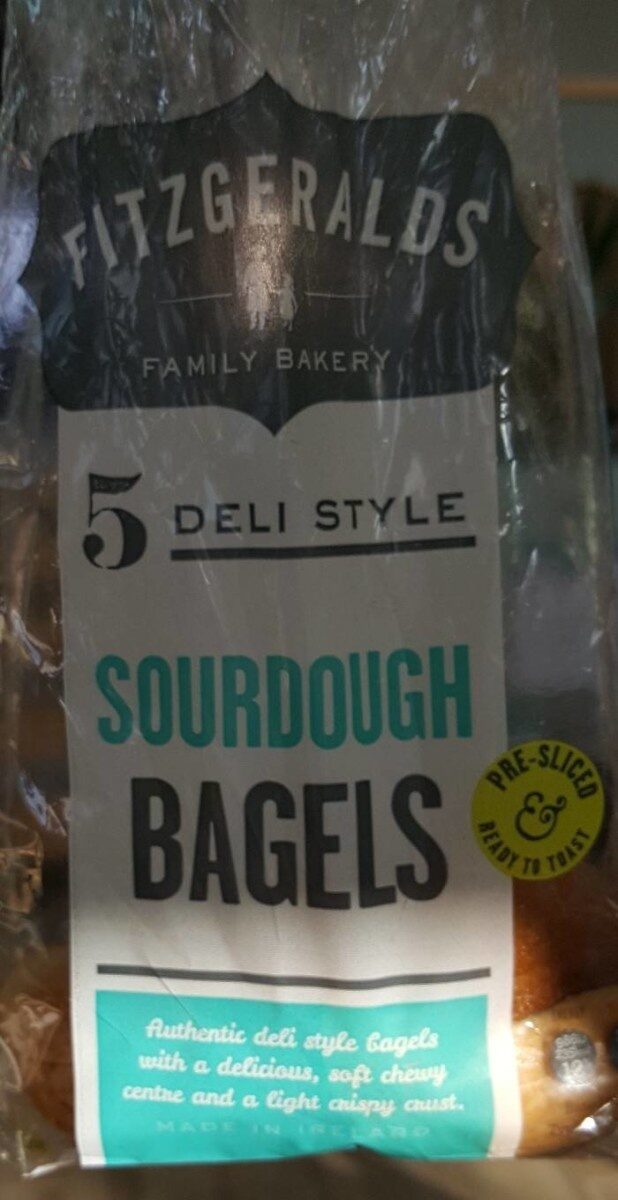 FITZGERALDS
FAMILY BAKERY
5 DELI STYLE
SOURDOUGH
BAGELS
PRE-SLICED
&
READY TO TOAST
Authentic deli style bagels
with a delicious, soft chewy
centre and a light crispy crust.
MADE IN IRELAND